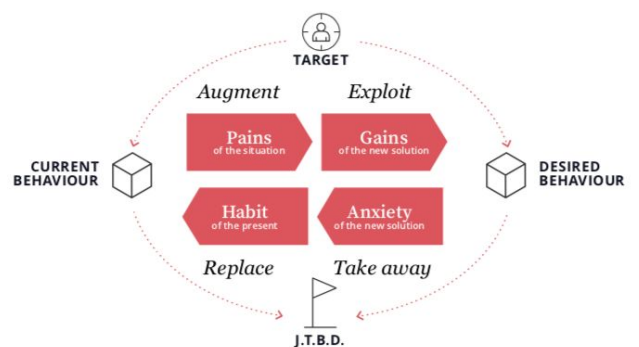 TARGET
Augment
Exploit
Pains
of the situation
Gains
of the new solution
CURRENT
BEHAVIOUR
DESIRED
BEHAVIOUR
Habit
of the present
Anxiety
of the new solution
Replace
Take away
J.T.B.D.